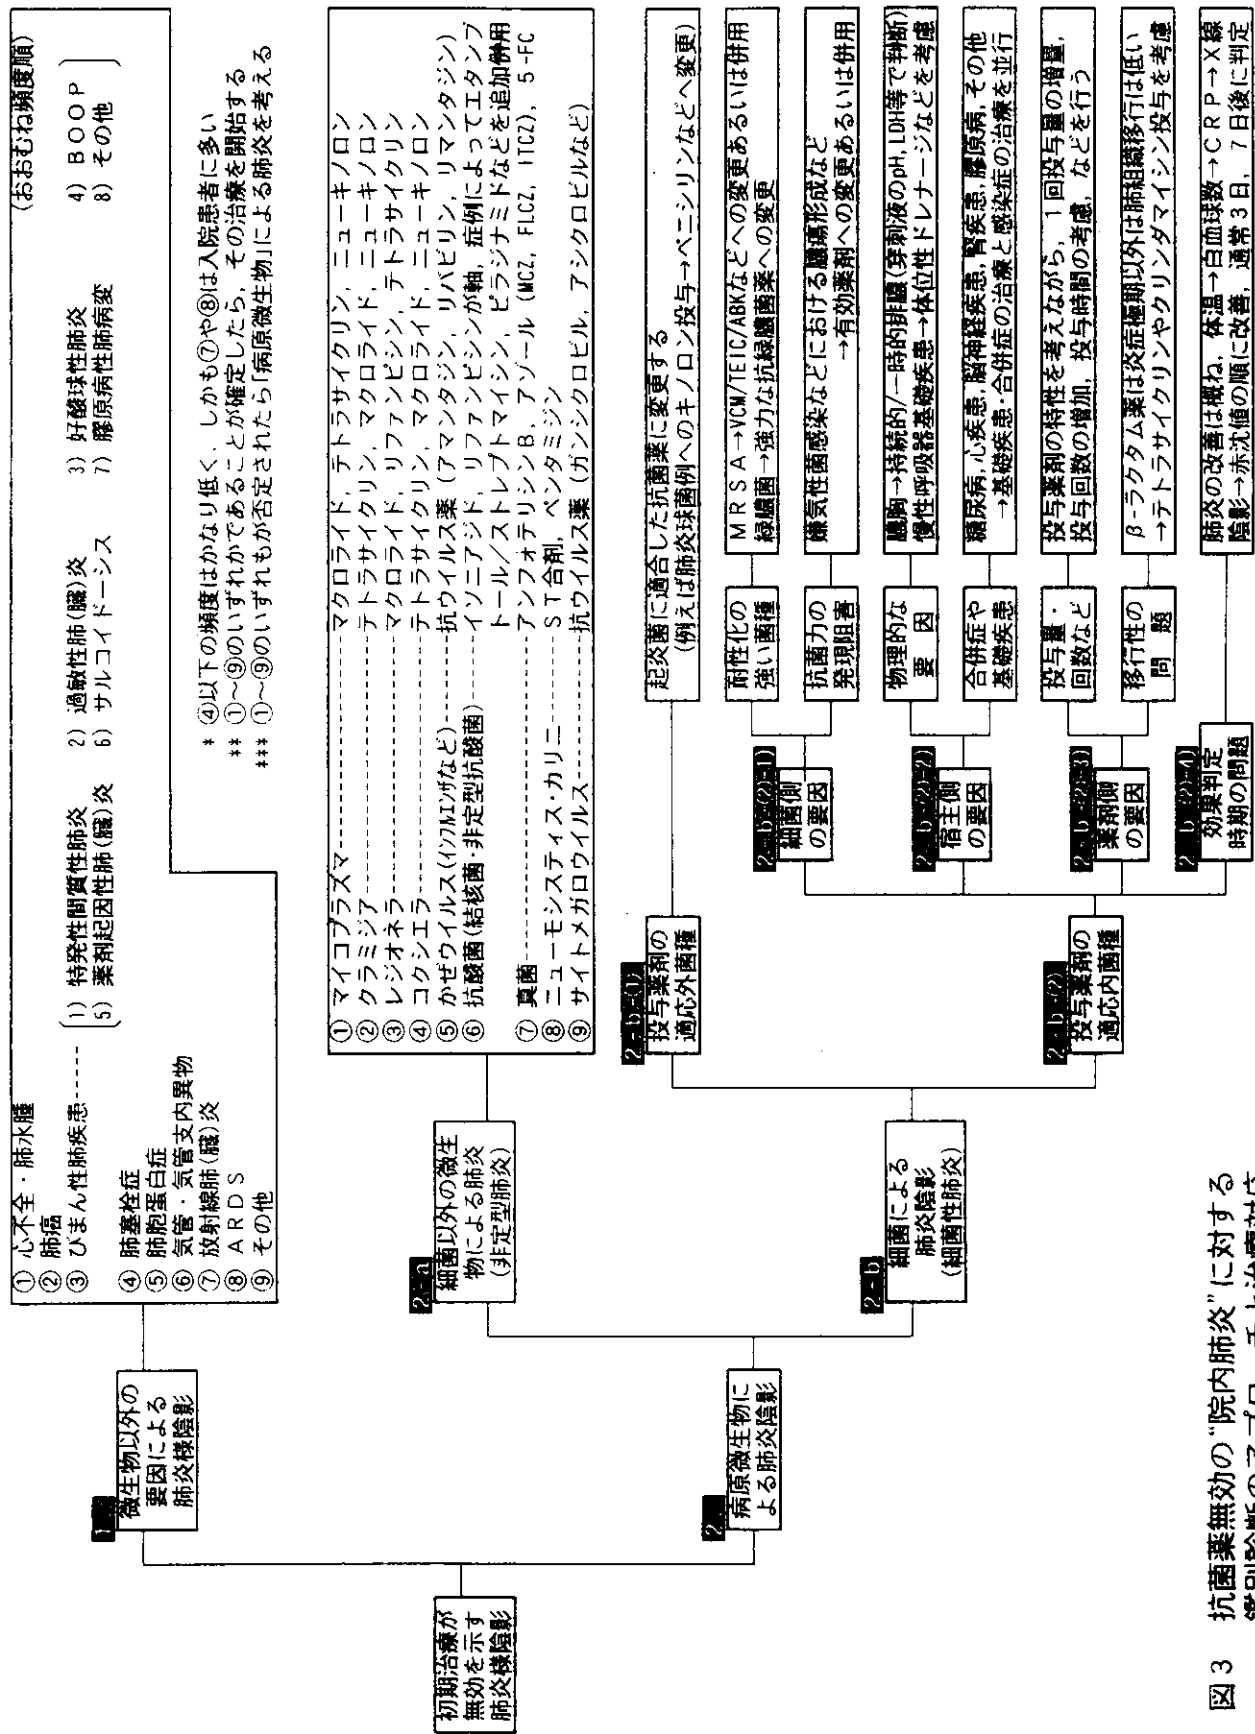 初期治療が
無効を示す
肺炎様陰影
1
微生物以外の
要因による
肺炎様陰影
① 心不全・肺水腫 (おおむね頻度順)
② 肺癌
③ びまん性肺疾患-----
1) 特発性間質性肺炎 2) 過敏性肺(臓)炎 3) 好酸球性肺炎 4) BOOP
5) 薬剤起因性肺(臓)炎 6) サルコイドーシス 7) 膠原病性肺病変 8) その他
④ 肺塞栓症
⑤ 肺胞蛋白症
⑥ 気管・気管支内異物
⑦ 放射線肺(臓)炎
⑧ ARDS
⑨ その他
* ④以下の頻度はかなり低く、しかも⑦や⑧は入院患者に多い
** ①~⑨のいずれかであることが確定したら、その治療を開始する
*** ①~⑨のいずれもが否定されたら「病原微生物」による肺炎を考える
2
病原微生物に
よる肺炎陰影
2-a
細菌以外の微生
物による肺炎
(非定型肺炎)
① マイコプラズマ----------マクロライド, テトラサイクリン, ニューキノロン
② クラミジア----------テトラサイクリン, マクロライド, ニューキノロン
③ レジオネラ----------マクロライド, リファンピシン, テトラサイクリン
④ コクシエラ----------テトラサイクリン, マクロライド, ニューキノロン
⑤ かぜウイルス(インフルエンザなど)------抗ウイルス薬 (アマンタジン, リバビリン, リマンタジン)
⑥ 抗酸菌(結核菌・非定型抗酸菌)------イソニアジド, リファンピシンが軸, 症例によってエタンブ
トール/ストレプトマイシン, ピラジナミドなどを追加併用
⑦ 真菌----------アンフォテリシンB, アゾール (MCZ, FLCZ, ITCZ), 5-FC
⑧ ニューモシスティス・カリニ------ST合剤, ペンタミジン
⑨ サイトメガロウイルス----------抗ウイルス薬 (ガンシクロビル, アシクロビルなど)
2-b
細菌による
肺炎陰影
(細菌性肺炎)
2-b-(1)
投与薬剤の
適応外菌種
起炎菌に適合した抗菌薬に変更する
(例えば肺炎球菌例へのキノロン投与→ペニシリンなどへ変更)
2-b-(2)
投与薬剤の
適応内菌種
2-b-(2)-1)
細菌側
の要因
耐性化の
強い菌種
MRSA→VCM/TEIC/ABKなどへの変更あるいは併用
緑膿菌→強力な抗緑膿菌薬への変更
抗菌力の
発現阻害
嫌気性菌感染などにおける膿瘍形成など
→有効薬剤への変更あるいは併用
2-b-(2)-2)
宿主側
の要因
物理的な
要 因
膿胸→持続的/一時的排膿(穿刺液のpH,LDH等で判断)
慢性呼吸器基礎疾患→体位性ドレナージなどを考慮
合併症や
基礎疾患
糖尿病,心疾患,脳神経疾患,腎疾患,膠原病,その他
→基礎疾患・合併症の治療と感染症の治療を並行
2-b-(2)-3)
薬剤側
の要因
投与量・
回数など
投与薬剤の特性を考えながら, 1回投与量の増量,
投与回数の増加, 投与時間の考慮, などを行う
移行性の
問 題
β-ラクタム薬は炎症極期以外は肺組織移行は低い
→テトラサイクリンやクリンダマイシン投与を考慮
2-b-(2)-4)
効果判定
時期の問題
肺炎の改善は概ね, 体温→白血球数→CRP→X線
陰影→赤沈値の順に改善, 通常3日, 7日後に判定
図3 抗菌薬無効の“院内肺炎”に対する